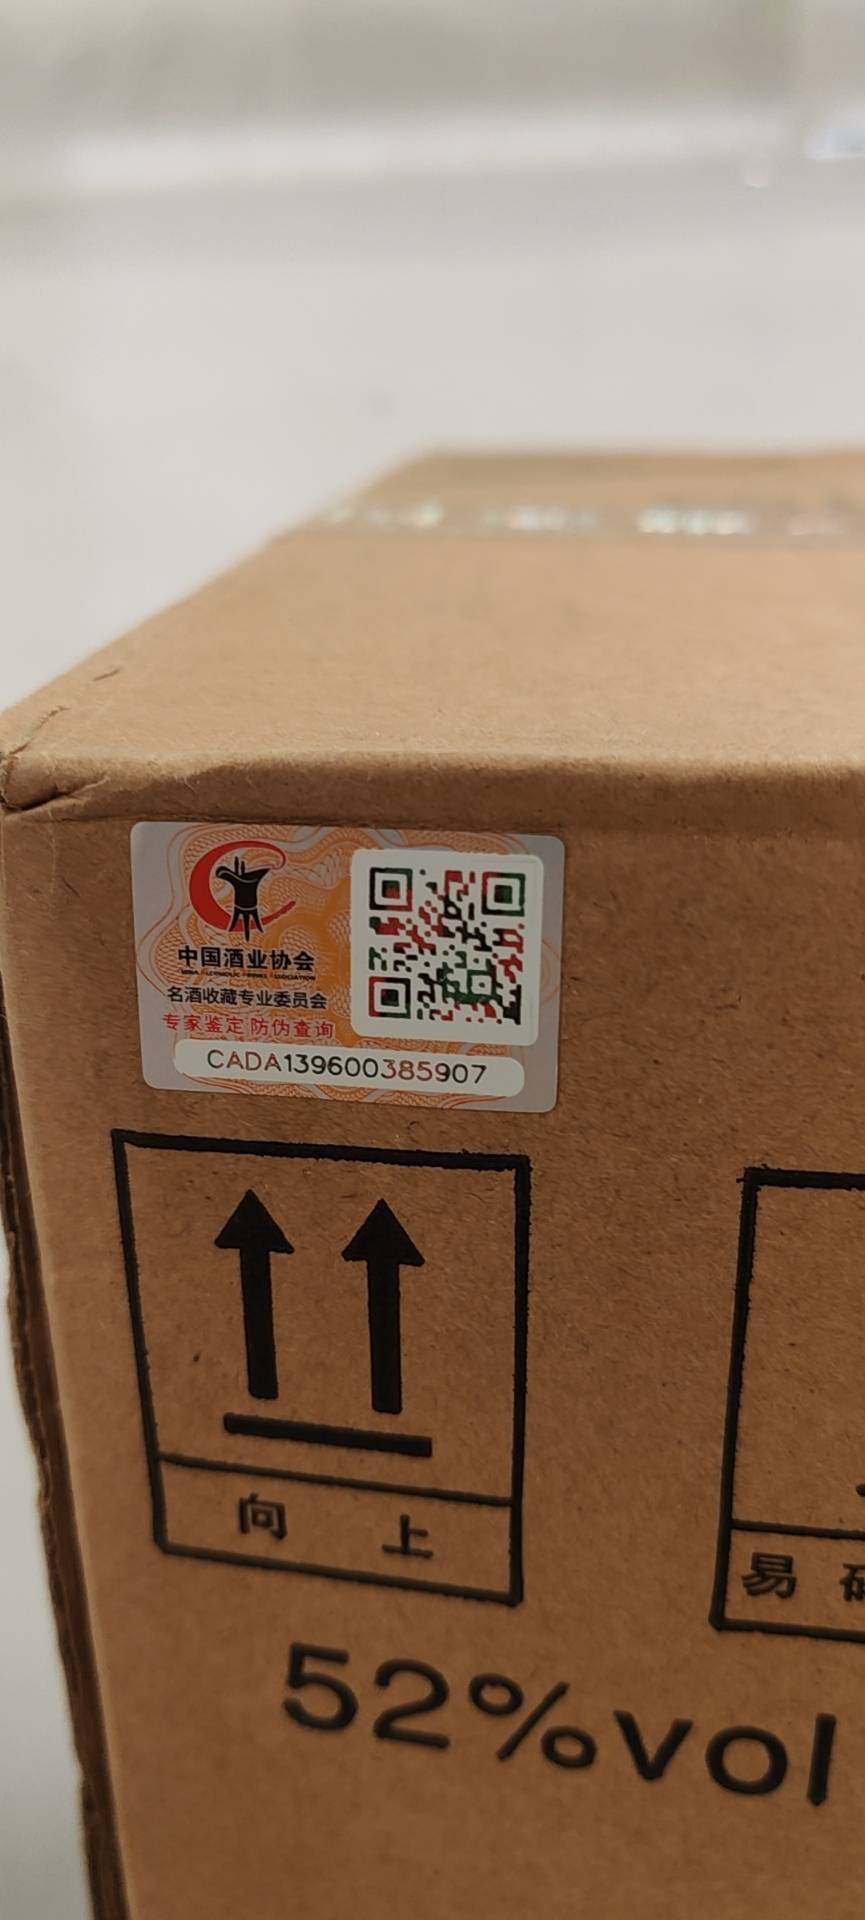 中国酒业协会
名酒收藏专业委员会
专家鉴定 防伪查询
CADA139600385907
向上
易
52%vol